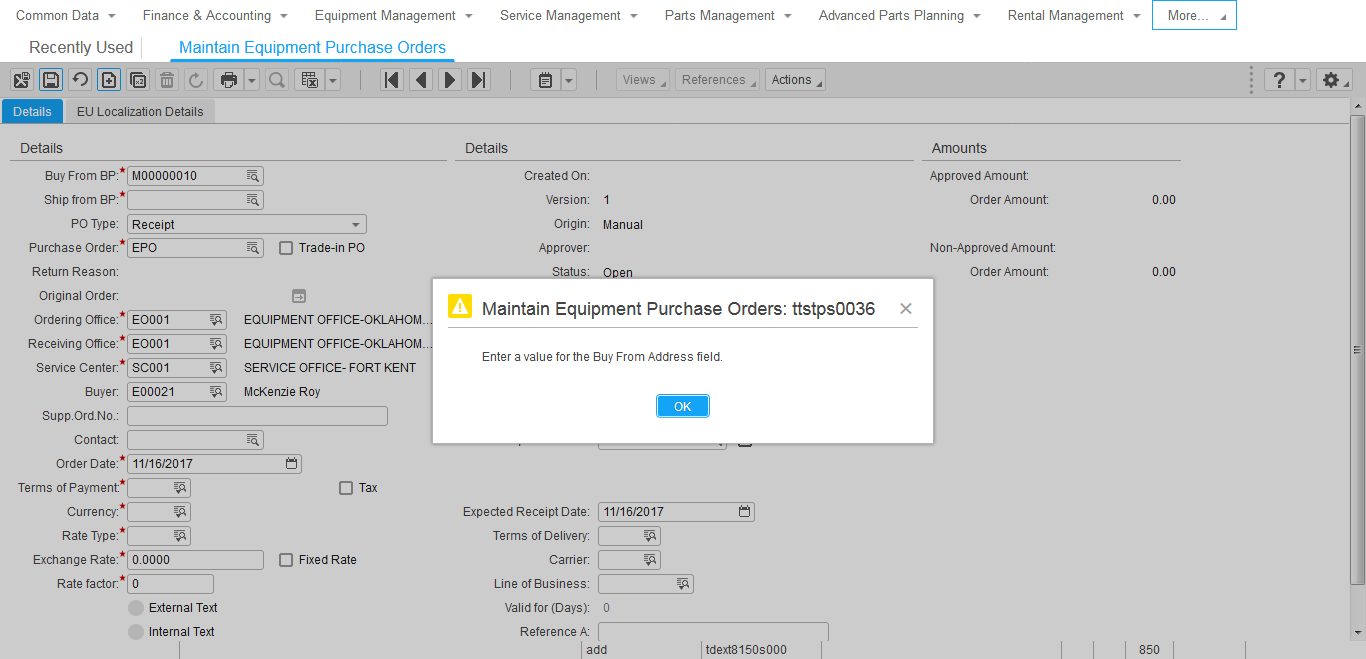 Common Data Finance & Accounting Equipment Management Service Management Parts Management Advanced Parts Planning Rental Management More...
Recently Used Maintain Equipment Purchase Orders
Views References Actions
Details EU Localization Details
Details Details Amounts
Buy From BP:* M00000010 Created On: Approved Amount:
Ship from BP:* Version: 1 Order Amount: 0.00
PO Type: Receipt Origin: Manual
Purchase Order:* EPO Trade-in PO Approver: Non-Approved Amount:
Return Reason: Status: Open Order Amount: 0.00
Original Order:
Maintain Equipment Purchase Orders: ttstps0036
Enter a value for the Buy From Address field.
OK
Ordering Office:* EO001 EQUIPMENT OFFICE-OKLAHOM...
Receiving Office:* EO001 EQUIPMENT OFFICE-OKLAHOM...
Service Center:* SC001 SERVICE OFFICE- FORT KENT
Buyer: E00021 McKenzie Roy
Supp.Ord.No.:
Contact:
Order Date:* 11/16/2017
Terms of Payment:* Tax
Currency:* Expected Receipt Date: 11/16/2017
Rate Type:* Terms of Delivery:
Exchange Rate:* 0.0000 Fixed Rate Carrier:
Rate factor:* 0 Line of Business:
External Text Valid for (Days): 0
Internal Text Reference A:
add tdext8150s000 850